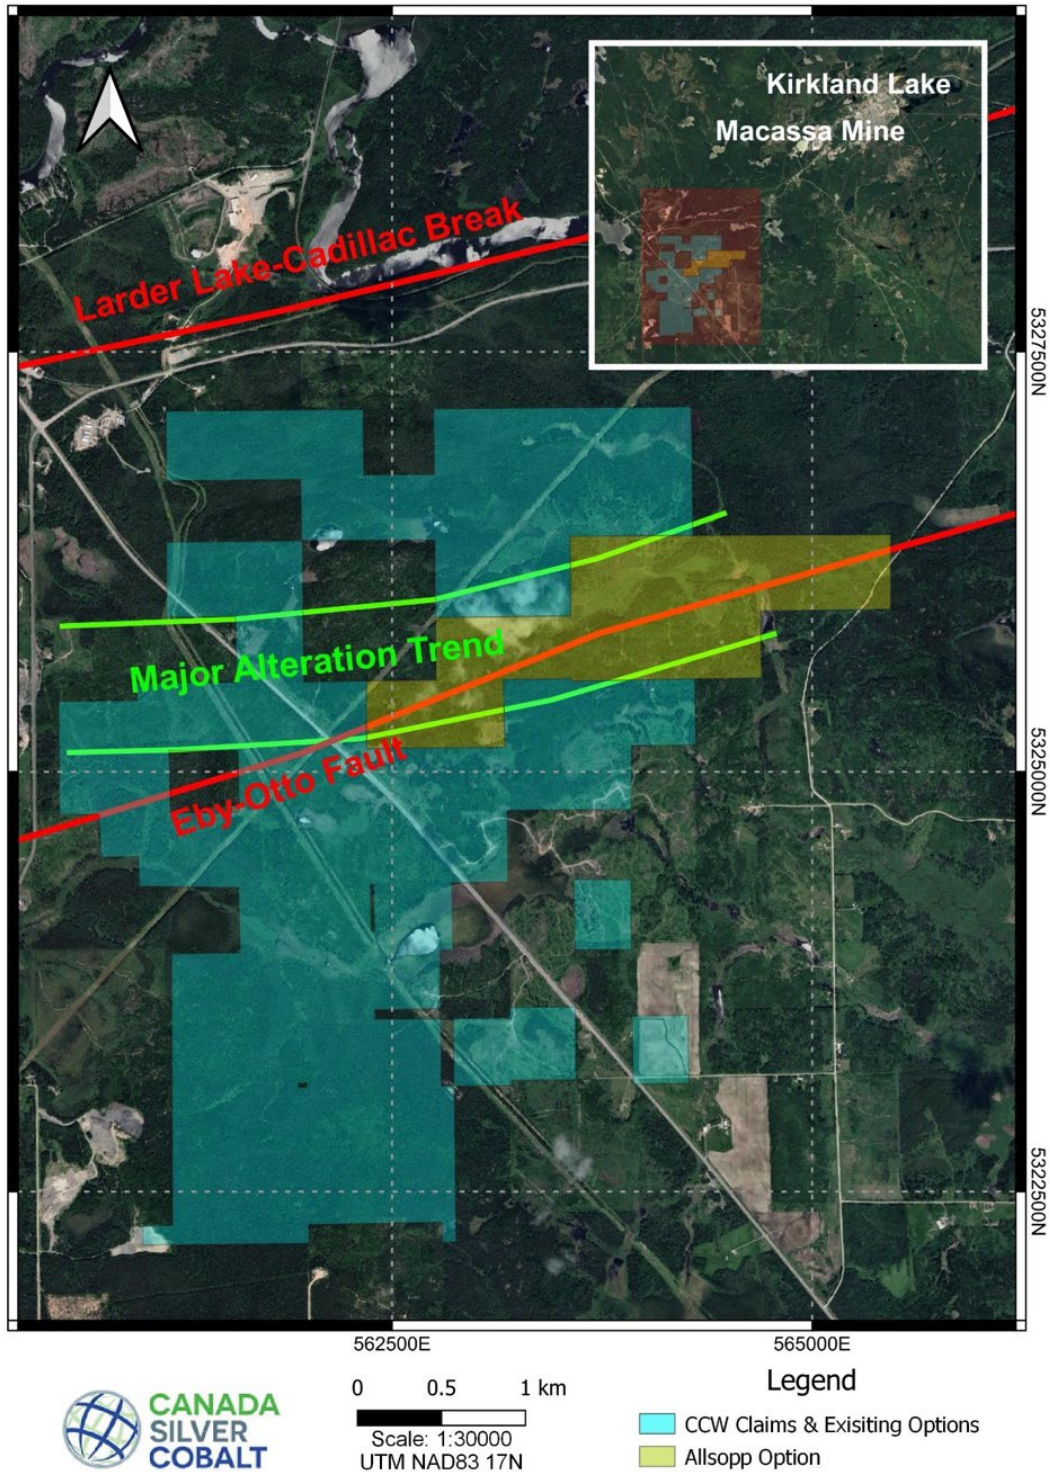 Kirkland Lake
Macassa Mine
Larder Lake-Cadillac Break
5327500N
Major Alteration Trend
Eby-Otto Fault
5325000N
5322500N
562500E
565000E
CANADA
SILVER
COBALT
0 0.5 1 km
Scale: 1:30000
UTM NAD83 17N
Legend
CCW Claims & Exisiting Options
Allsopp Option